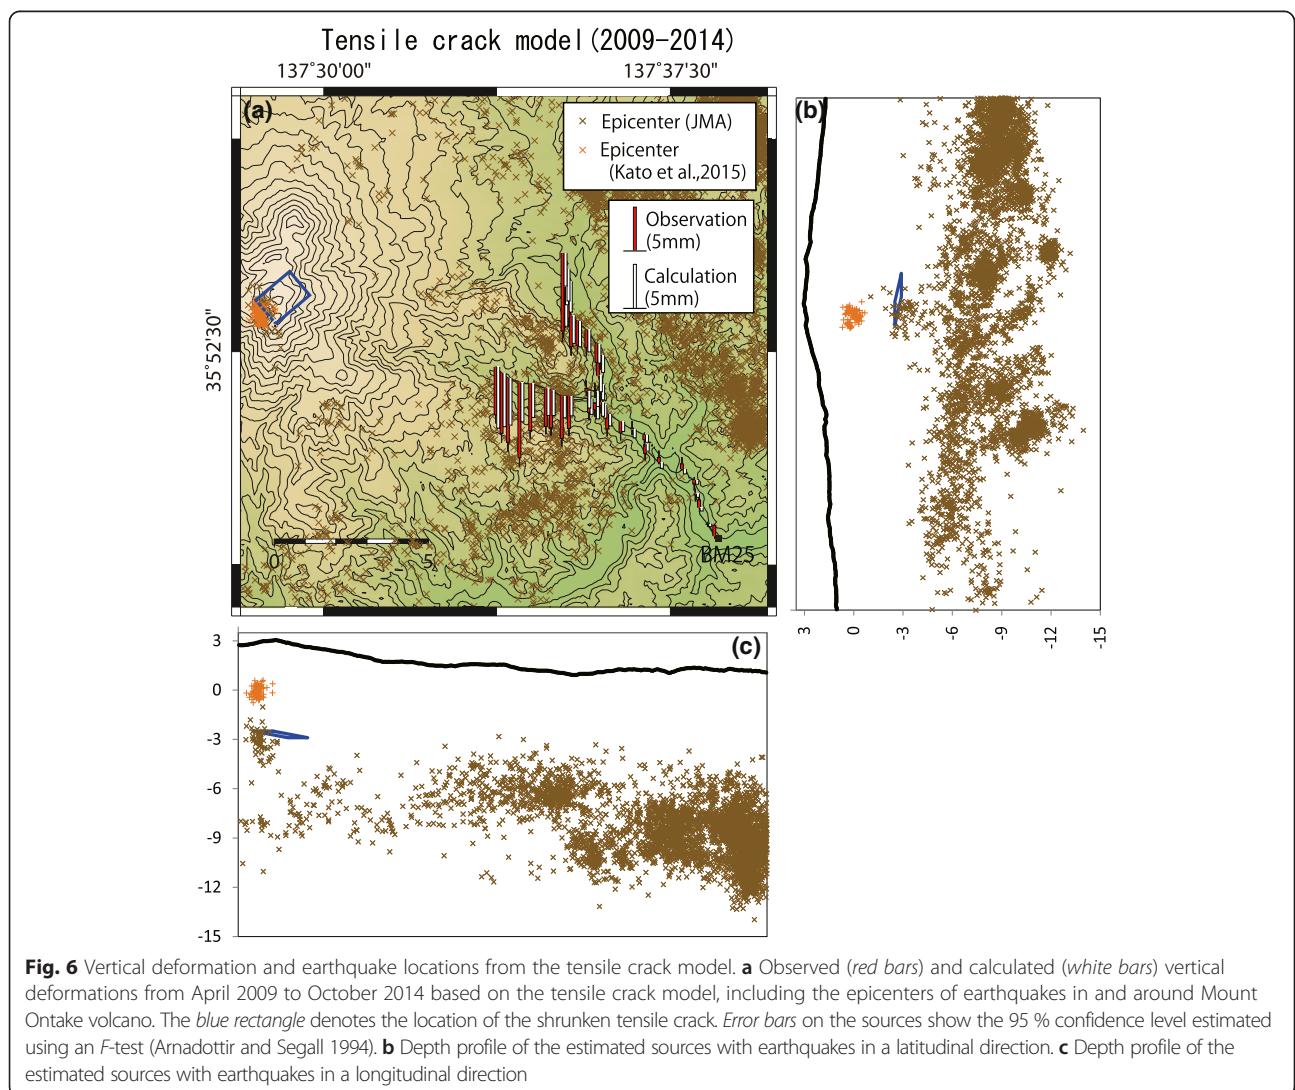 Tensile crack model(2009–2014)
137˚30'00" 137˚37'30"
(a)
35˚52'30"
Epicenter (JMA)
Epicenter
(Kato et al.,2015)
Observation
(5mm)
Calculation
(5mm)
BM25
0 5
(b)
3 0 -3 -6 -9 -12 -15
(c)
3
0
-3
-6
-9
-12
-15
Fig. 6 Vertical deformation and earthquake locations from the tensile crack model. a Observed (red bars) and calculated (white bars) vertical
deformations from April 2009 to October 2014 based on the tensile crack model, including the epicenters of earthquakes in and around Mount
Ontake volcano. The blue rectangle denotes the location of the shrunken tensile crack. Error bars on the sources show the 95 % confidence level estimated
using an F-test (Arnadottir and Segall 1994). b Depth profile of the estimated sources with earthquakes in a latitudinal direction. c Depth profile of the
estimated sources with earthquakes in a longitudinal direction